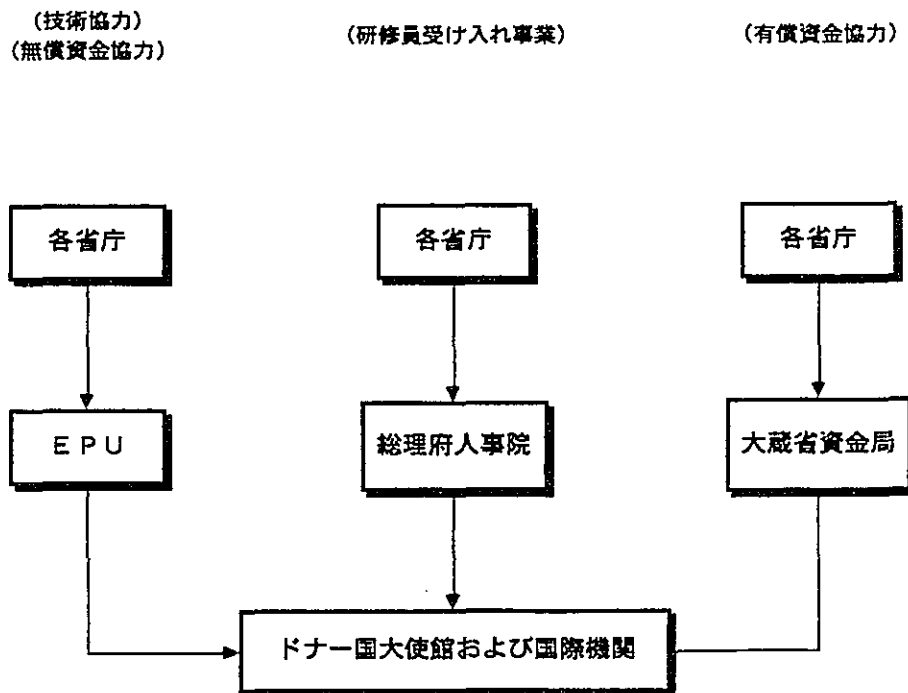 (技術協力)
(無償資金協力)
(研修員受け入れ事業)
(有償資金協力)
各省庁
各省庁
各省庁
EPU
総理府人事院
大蔵省資金局
ドナー国大使館および国際機関